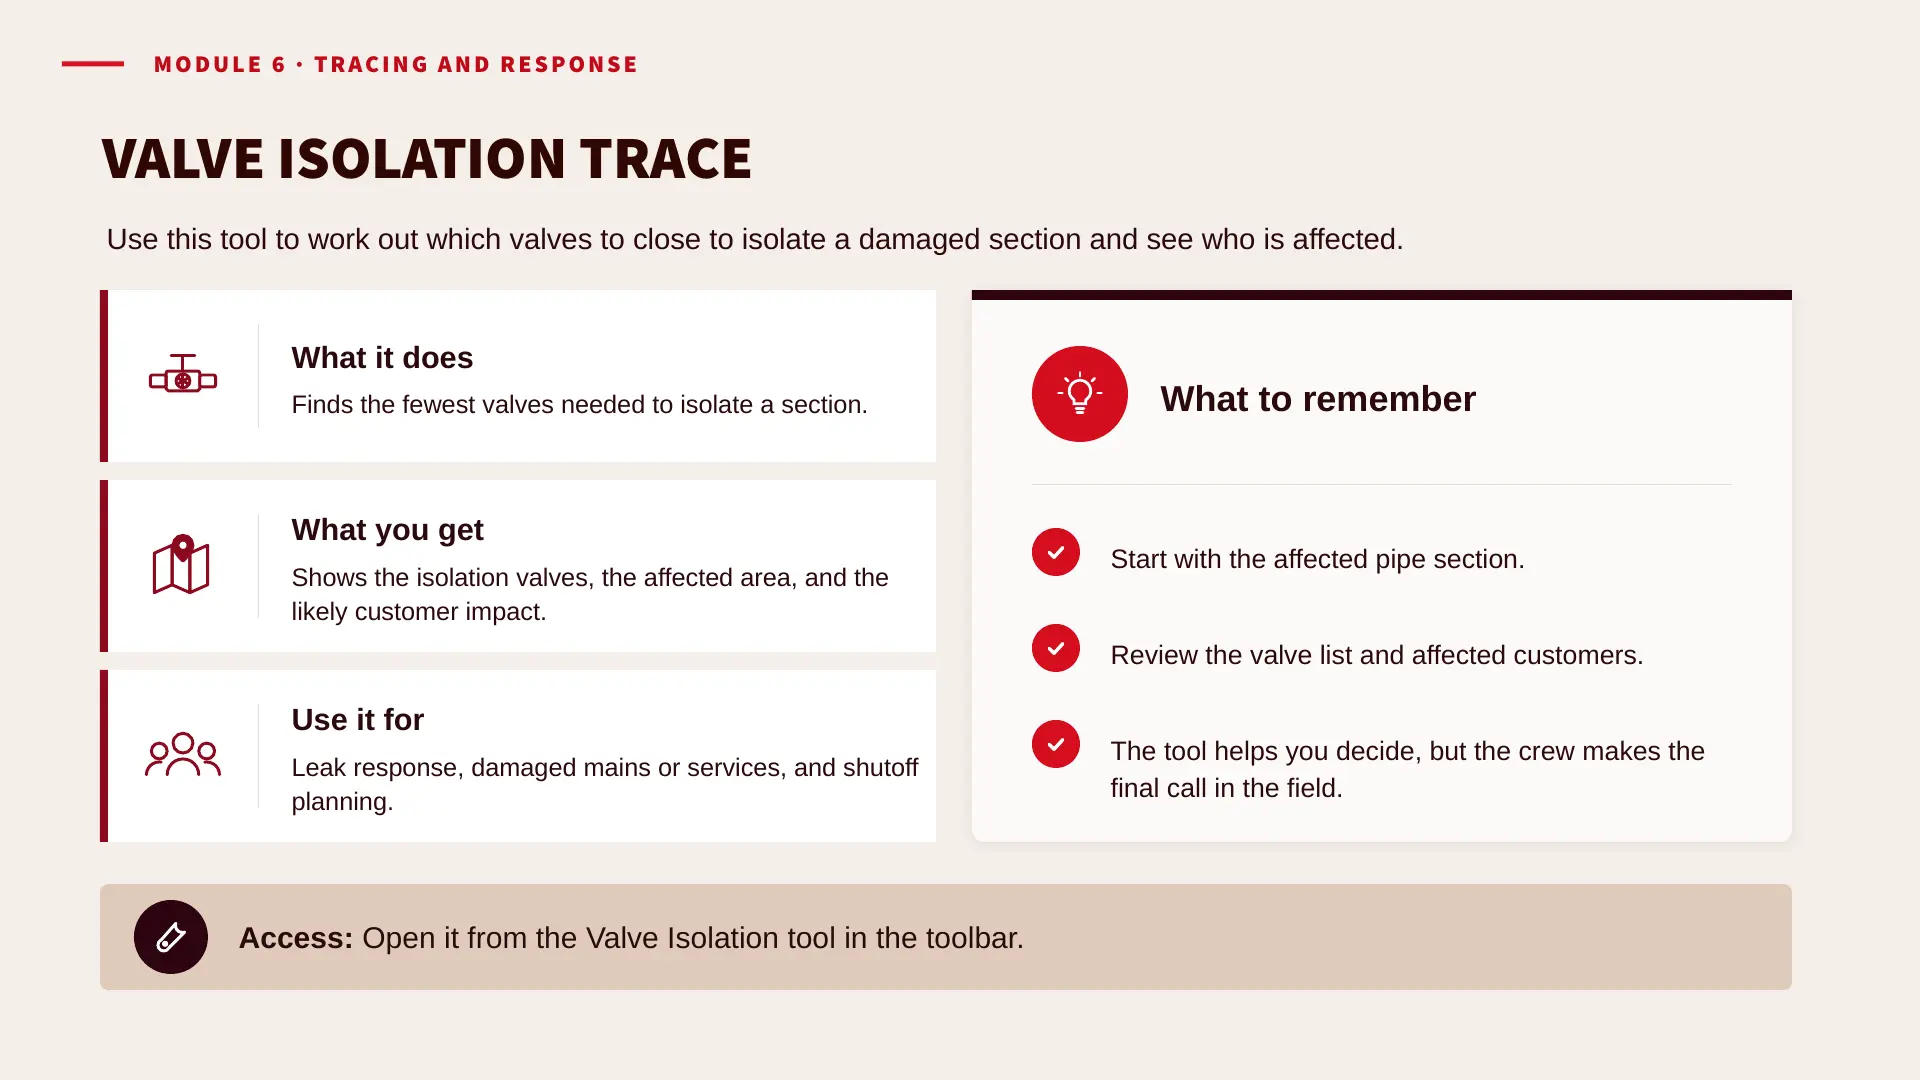 MODULE 6 · TRACING AND RESPONSE
VALVE ISOLATION TRACE
Use this tool to work out which valves to close to isolate a damaged section and see who is affected.
What it does
Finds the fewest valves needed to isolate a section.
What you get
Shows the isolation valves, the affected area, and the
likely customer impact.
Use it for
Leak response, damaged mains or services, and shutoff
planning.
What to remember
Start with the affected pipe section.
Review the valve list and affected customers.
The tool helps you decide, but the crew makes the
final call in the field.
Access: Open it from the Valve Isolation tool in the toolbar.